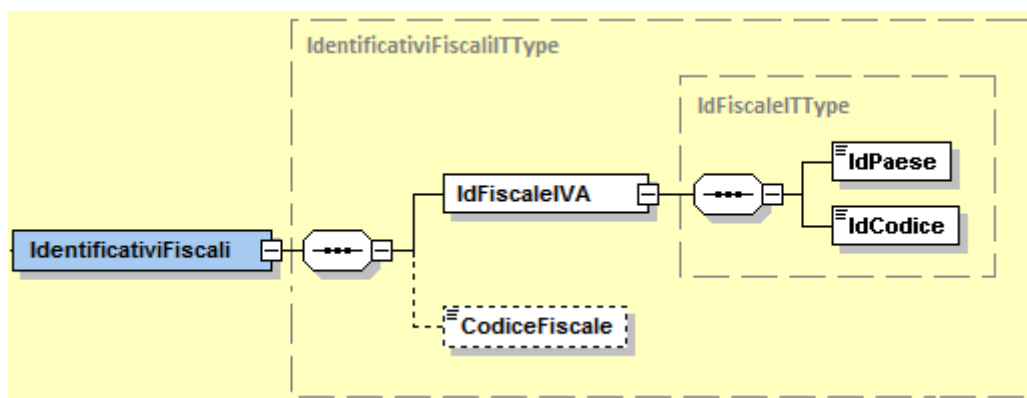 IdentificativiFiscaliITType
IdFiscaleITType
IdPaese
IdFiscaleIVA
IdCodice
IdentificativiFiscali
CodiceFiscale